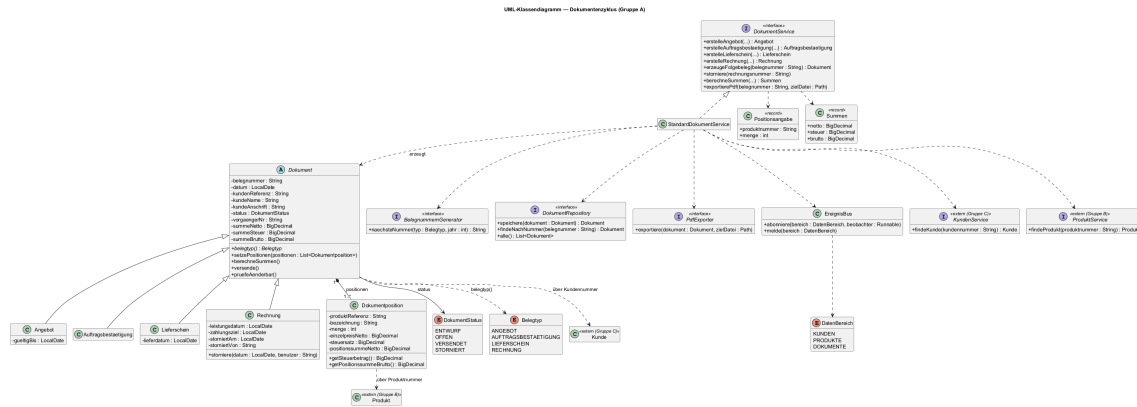 UML-Klassendiagramm — Dokumentenzyklus (Gruppe A)
«interface»
DokumentService
+erstelleAngebot(...) : Angebot
+erstelleAuftragsbestaetigung(...) : Auftragsbestaetigung
+erstelleLieferschein(...) : Lieferschein
+erstelleRechnung(...) : Rechnung
+erzeugeFolgebeleg(belegnummer : String) : Dokument
+storniere(rechnungsnummer : String)
+berechneSummen(...) : Summen
+exportierePdf(belegnummer : String, zielDatei : Path)
StandardDokumentService
«record»
Positionsangabe
+produktnummer : String
+menge : int
«record»
Summen
+netto : BigDecimal
+steuer : BigDecimal
+brutto : BigDecimal
erzeugt
Dokument
-belegnummer : String
-datum : LocalDate
-kundenReferenz : String
-kundeName : String
-kundeAnschrift : String
-status : DokumentStatus
-vorgaengerNr : String
-summeNetto : BigDecimal
-summeSteuer : BigDecimal
-summeBrutto : BigDecimal
+belegtyp() : Belegtyp
+setzePositionen(positionen : List<Dokumentposition>)
+berechneSummen()
+versende()
+pruefeAenderbar()
«interface»
BelegnummernGenerator
+naechsteNummer(typ : Belegtyp, jahr : int) : String
«interface»
DokumentRepository
+speichere(dokument : Dokument) : Dokument
+findeNachNummer(belegnummer : String) : Dokument
+alle() : List<Dokument>
«interface»
PdfExporter
+exportiere(dokument : Dokument, zielDatei : Path)
EreignisBus
+abonniere(bereich : DatenBereich, beobachter : Runnable)
+melde(bereich : DatenBereich)
«extern (Gruppe C)»
KundenService
+findeKunde(kundennummer : String) : Kunde
«extern (Gruppe B)»
ProduktService
+findeProdukt(produktnummer : String) : Produkt
positionen
status
belegtyp()
über Kundennummer
Angebot
-gueltigBis : LocalDate
Auftragsbestaetigung
Lieferschein
-lieferdatum : LocalDate
Rechnung
-leistungsdatum : LocalDate
-zahlungsziel : LocalDate
-storniertAm : LocalDate
-storniertVon : String
+storniere(datum : LocalDate, benutzer : String)
Dokumentposition
-produktReferenz : String
-bezeichnung : String
-menge : int
-einzelpreisNetto : BigDecimal
-steuersatz : BigDecimal
-positionssummeNetto : BigDecimal
+getSteuerbetrag() : BigDecimal
+getPositionssummeBrutto() : BigDecimal
DokumentStatus
ENTWURF
OFFEN
VERSENDET
STORNIERT
Belegtyp
ANGEBOT
AUFTRAGSBESTAETIGUNG
LIEFERSCHEIN
RECHNUNG
«extern (Gruppe C)»
Kunde
DatenBereich
KUNDEN
PRODUKTE
DOKUMENTE
über Produktnummer
«extern (Gruppe B)»
Produkt